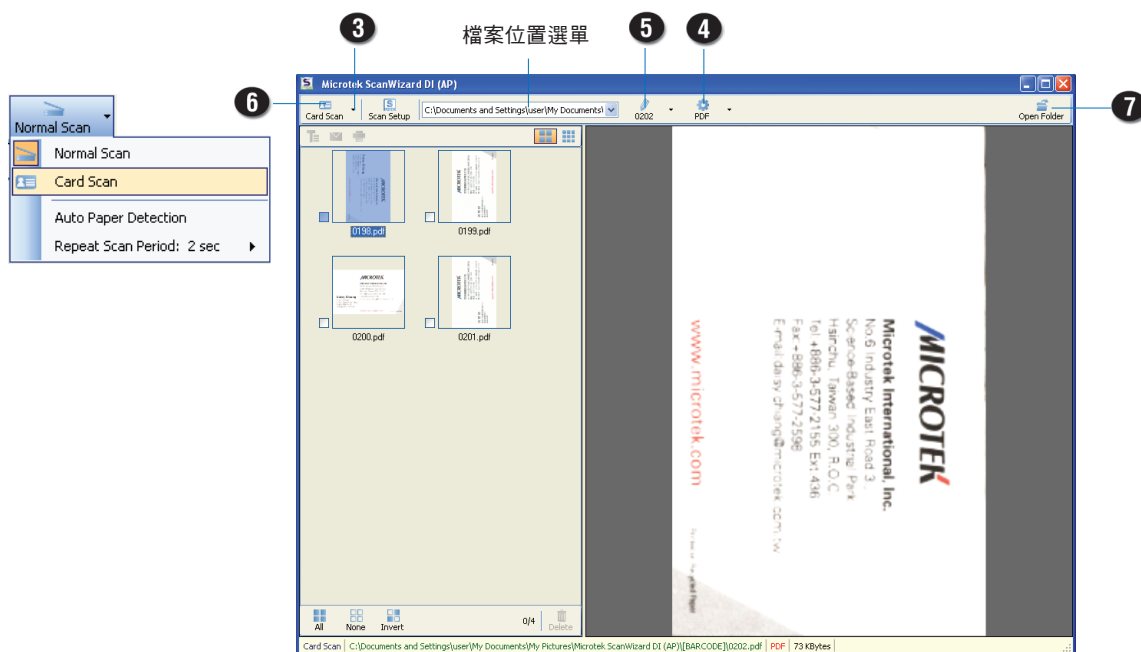 3
檔案位置選單
5
4
6
7
Microtek ScanWizard DI (AP)
Card Scan
Scan Setup
C:\Documents and Settings\user\My Documents\
0202
PDF
Open Folder
Normal Scan
Normal Scan
Card Scan
Auto Paper Detection
Repeat Scan Period: 2 sec
0198.pdf
0199.pdf
0200.pdf
0201.pdf
MICROTEK
Microtek International, Inc.
No.6 Industry East Road 3 ,
Science-Based Industrial Park
Hsinchu, Taiwan 300, R.O.C
Tel:+886-3-577-2155 Ext 436
Fax:+886-3-577-2598
E-mail daisy chiang@microtek.com.tw
www.microtek.com
Recycled Paper
All
None
Invert
0/4
Delete
Card Scan
C:\Documents and Settings\user\My Documents\My Pictures\Microtek ScanWizard DI (AP)\[BARCODE]\0202.pdf
PDF
73 KBytes